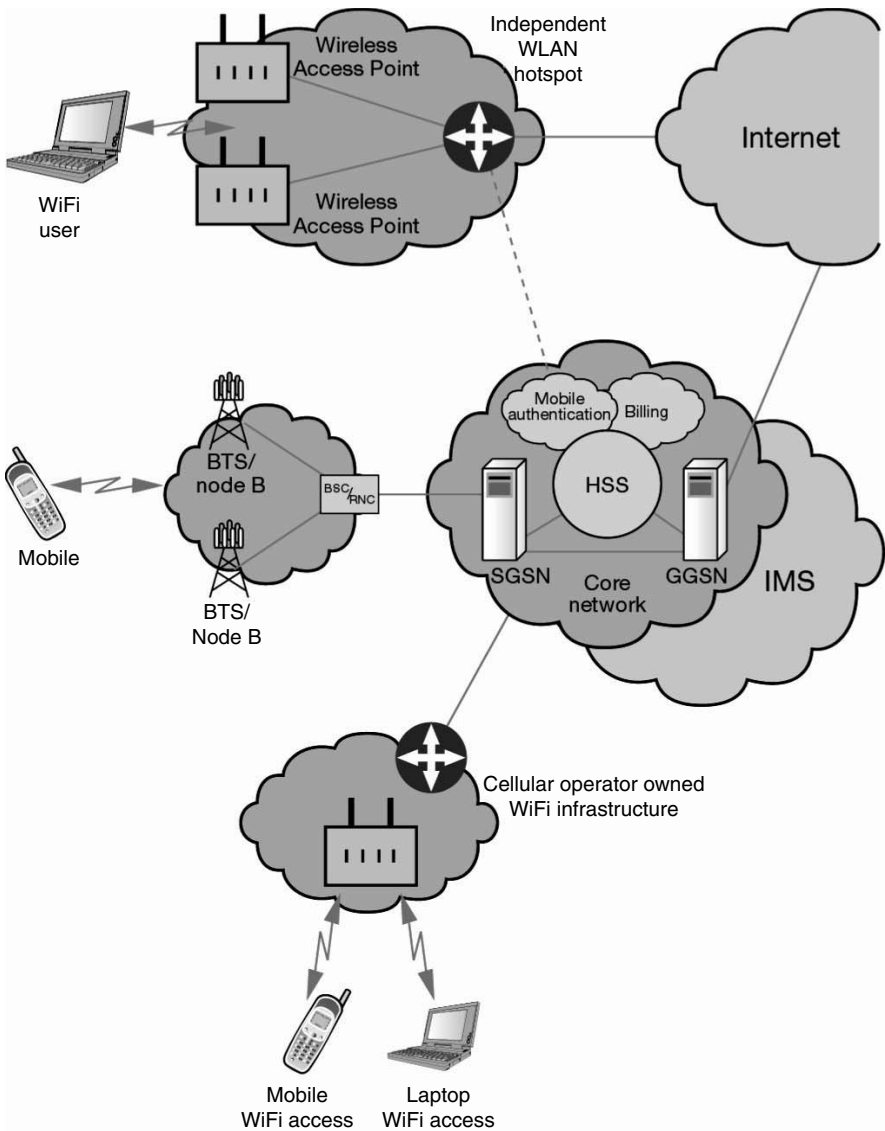 Independent
WLAN
hotspot
Wireless
Access Point
Internet
Wireless
Access Point
WiFi
user
Mobile
authentication
Billing
BTS/
node B
BSC/
RNC
HSS
Mobile
SGSN
GGSN
IMS
Core
network
BTS/
Node B
Cellular operator owned
WiFi infrastructure
Mobile
WiFi access
Laptop
WiFi access